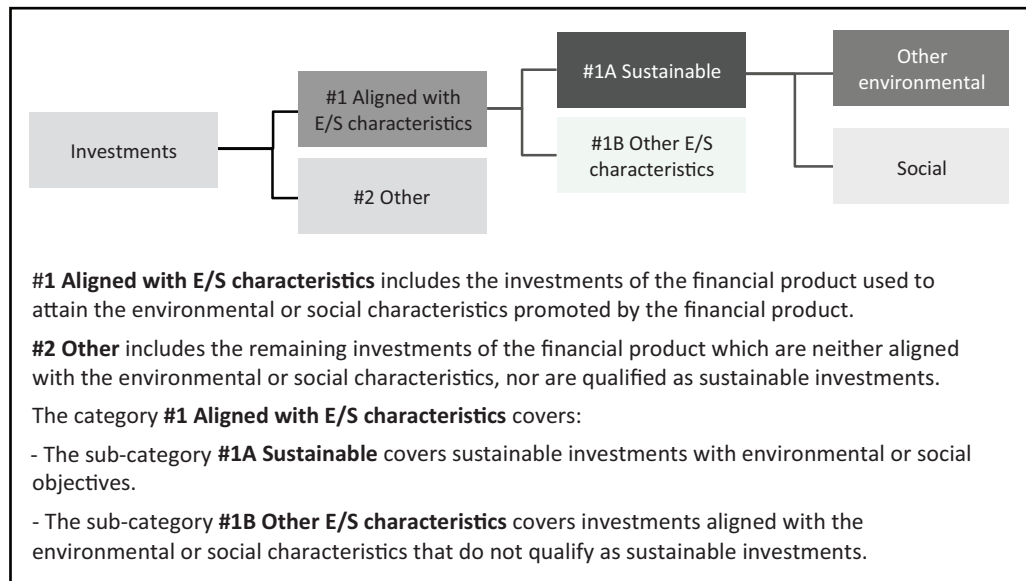 Investments
#1 Aligned with
E/S characteristics
#2 Other
#1A Sustainable
#1B Other E/S
characteristics
Other
environmental
Social
#1 Aligned with E/S characteristics includes the investments of the financial product used to
attain the environmental or social characteristics promoted by the financial product.
#2 Other includes the remaining investments of the financial product which are neither aligned
with the environmental or social characteristics, nor are qualified as sustainable investments.
The category #1 Aligned with E/S characteristics covers:
- The sub-category #1A Sustainable covers sustainable investments with environmental or social
objectives.
- The sub-category #1B Other E/S characteristics covers investments aligned with the
environmental or social characteristics that do not qualify as sustainable investments.